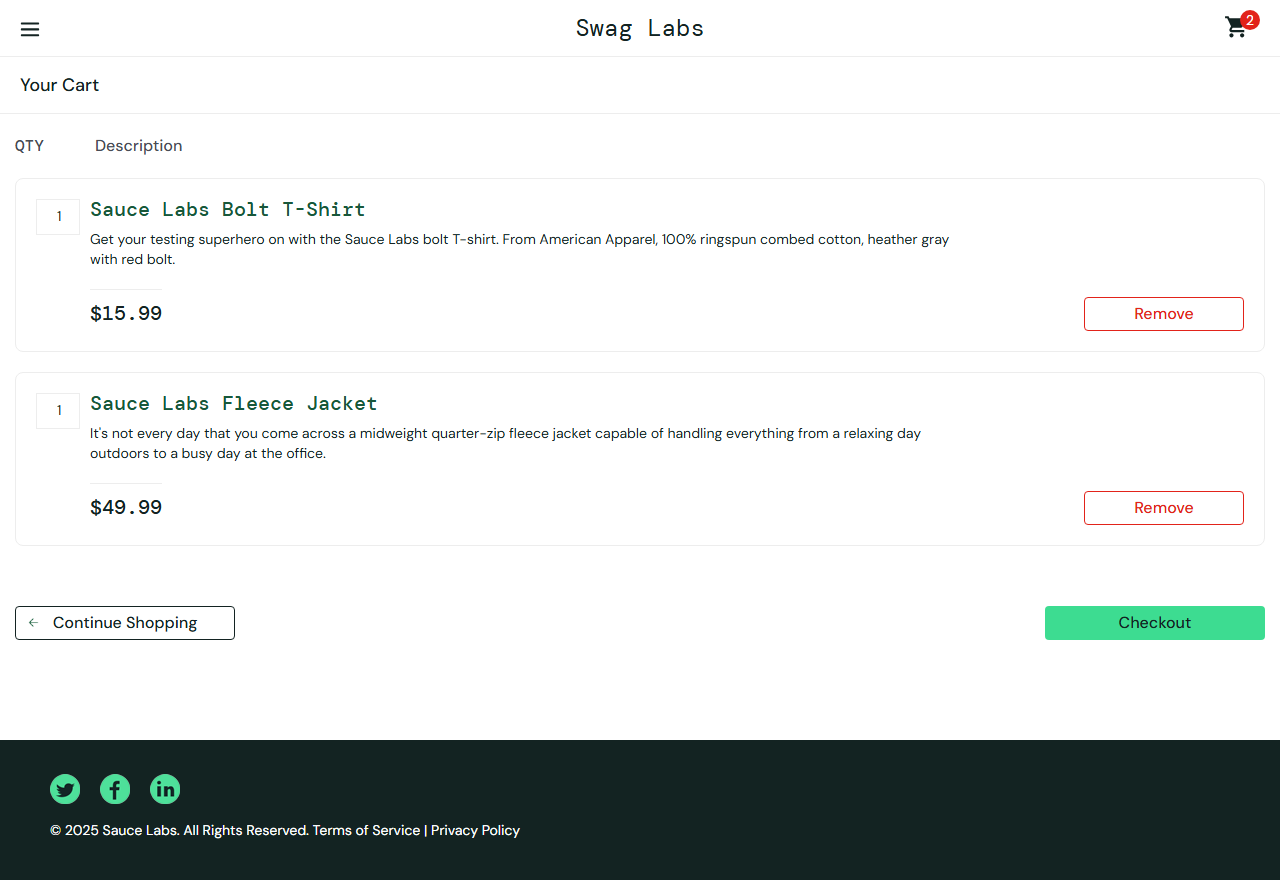 Swag Labs
2
Your Cart
QTY Description
1
Sauce Labs Bolt T-Shirt
Get your testing superhero on with the Sauce Labs bolt T-shirt. From American Apparel, 100% ringspun combed cotton, heather gray
with red bolt.
$15.99
Remove
1
Sauce Labs Fleece Jacket
It's not every day that you come across a midweight quarter-zip fleece jacket capable of handling everything from a relaxing day
outdoors to a busy day at the office.
$49.99
Remove
Continue Shopping
Checkout
© 2025 Sauce Labs. All Rights Reserved. Terms of Service | Privacy Policy